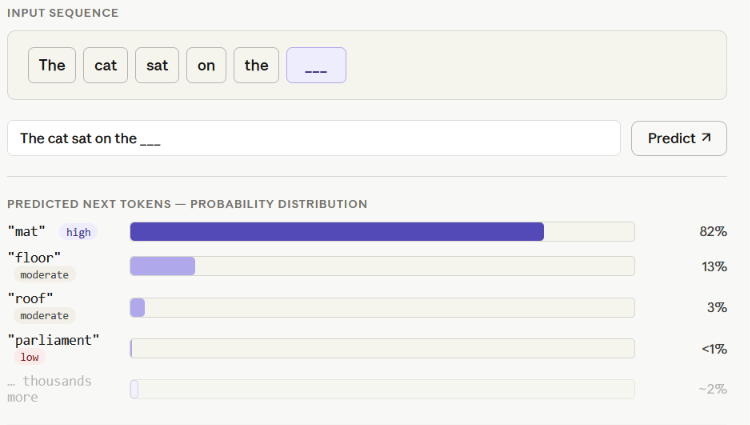 INPUT SEQUENCE
The cat sat on the ___
The cat sat on the ___
Predict ↗
PREDICTED NEXT TOKENS — PROBABILITY DISTRIBUTION
"mat" high 82%
"floor"
moderate
13%
"roof"
moderate
3%
"parliament"
low
<1%
… thousands
more
~2%